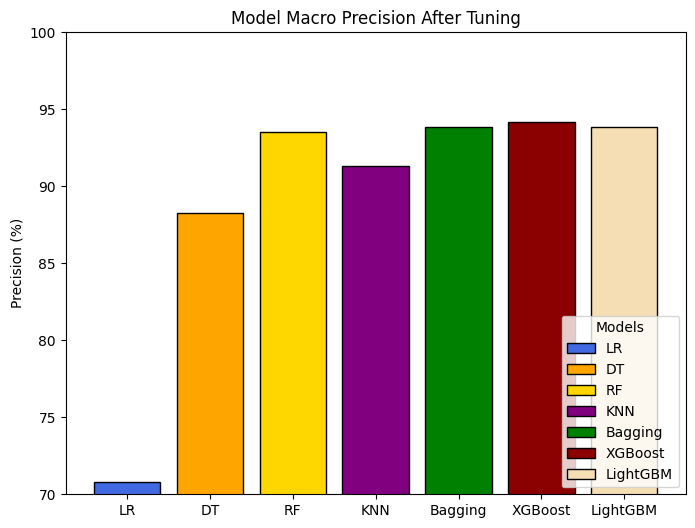 Model Macro Precision After Tuning
Precision (%)
100
95
90
85
80
75
70
LR DT RF KNN Bagging XGBoost LightGBM
Models
LR
DT
RF
KNN
Bagging
XGBoost
LightGBM